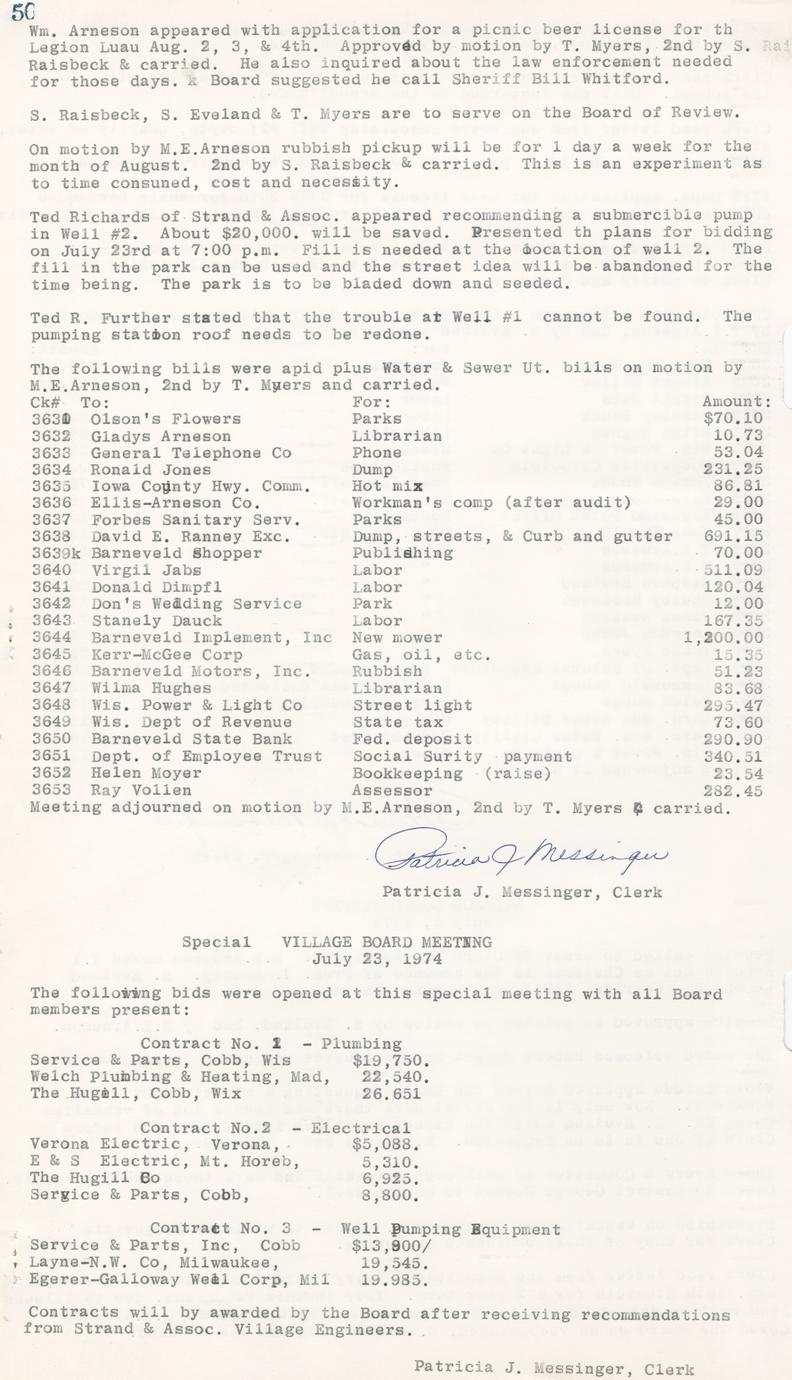 50
Wm. Arneson appeared with application for a picnic beer license for th
Legion Luau Aug. 2, 3, & 4th. Approved by motion by T. Myers, 2nd by S. Rai
Raisbeck & carried. He also inquired about the law enforcement needed
for those days. k Board suggested he call Sheriff Bill Whitford.
S. Raisbeck, S. Eveland & T. Myers are to serve on the Board of Review.
On motion by M.E.Arneson rubbish pickup will be for 1 day a week for the
month of August. 2nd by S. Raisbeck & carried. This is an experiment as
to time consuned, cost and necessity.
Ted Richards of Strand & Assoc. appeared recommending a submercible pump
in Well #2. About $20,000. will be saved. Presented th plans for bidding
on July 23rd at 7:00 p.m. Fill is needed at the location of well 2. The
fill in the park can be used and the street idea will be abandoned for the
time being. The park is to be bladed down and seeded.
Ted R. Further stated that the trouble at Well #1 cannot be found. The
pumping station roof needs to be redone.
The following bills were apid plus Water & Sewer Ut. bills on motion by
M.E.Arneson, 2nd by T. Myers and carried.
Ck# To: For: Amount:
3631 Olson's Flowers Parks $70.10
3632 Gladys Arneson Librarian 10.73
3633 General Telephone Co Phone 53.04
3634 Ronald Jones Dump 231.25
3635 Iowa County Hwy. Comm. Hot mix 86.81
3636 Ellis-Arneson Co. Workman's comp (after audit) 29.00
3637 Forbes Sanitary Serv. Parks 45.00
3638 David E. Ranney Exc. Dump, streets, & Curb and gutter 691.15
3639k Barneveld Shopper Publishing 70.00
3640 Virgil Jabs Labor 511.09
3641 Donald Dimpfl Labor 120.04
3642 Don's Welding Service Park 12.00
3643 Stanely Dauck Labor 167.35
3644 Barneveld Implement, Inc New mower 1,200.00
3645 Kerr-McGee Corp Gas, oil, etc. 15.35
3646 Barneveld Motors, Inc. Rubbish 51.23
3647 Wilma Hughes Librarian 83.68
3648 Wis. Power & Light Co Street light 295.47
3649 Wis. Dept of Revenue State tax 73.60
3650 Barneveld State Bank Fed. deposit 290.90
3651 Dept. of Employee Trust Social Surity payment 340.51
3652 Helen Moyer Bookkeeping (raise) 23.54
3653 Ray Vollen Assessor 282.45
Meeting adjourned on motion by M.E.Arneson, 2nd by T. Myers & carried.
Patricia J Messinger
Patricia J. Messinger, Clerk
Special VILLAGE BOARD MEETING
July 23, 1974
The following bids were opened at this special meeting with all Board
members present:
Contract No. 1 - Plumbing
Service & Parts, Cobb, Wis $19,750.
Welch Plumbing & Heating, Mad, 22,540.
The Hugill, Cobb, Wix 26.651
Contract No.2 - Electrical
Verona Electric, Verona, $5,088.
E & S Electric, Mt. Horeb, 5,310.
The Hugill Co 6,925.
Service & Parts, Cobb, 8,800.
Contract No. 3 - Well Pumping Equipment
Service & Parts, Inc, Cobb $13,900/
Layne-N.W. Co, Milwaukee, 19,545.
Egerer-Galloway Well Corp, Mil 19.985.
Contracts will by awarded by the Board after receiving recommendations
from Strand & Assoc. Village Engineers.
Patricia J. Messinger, Clerk